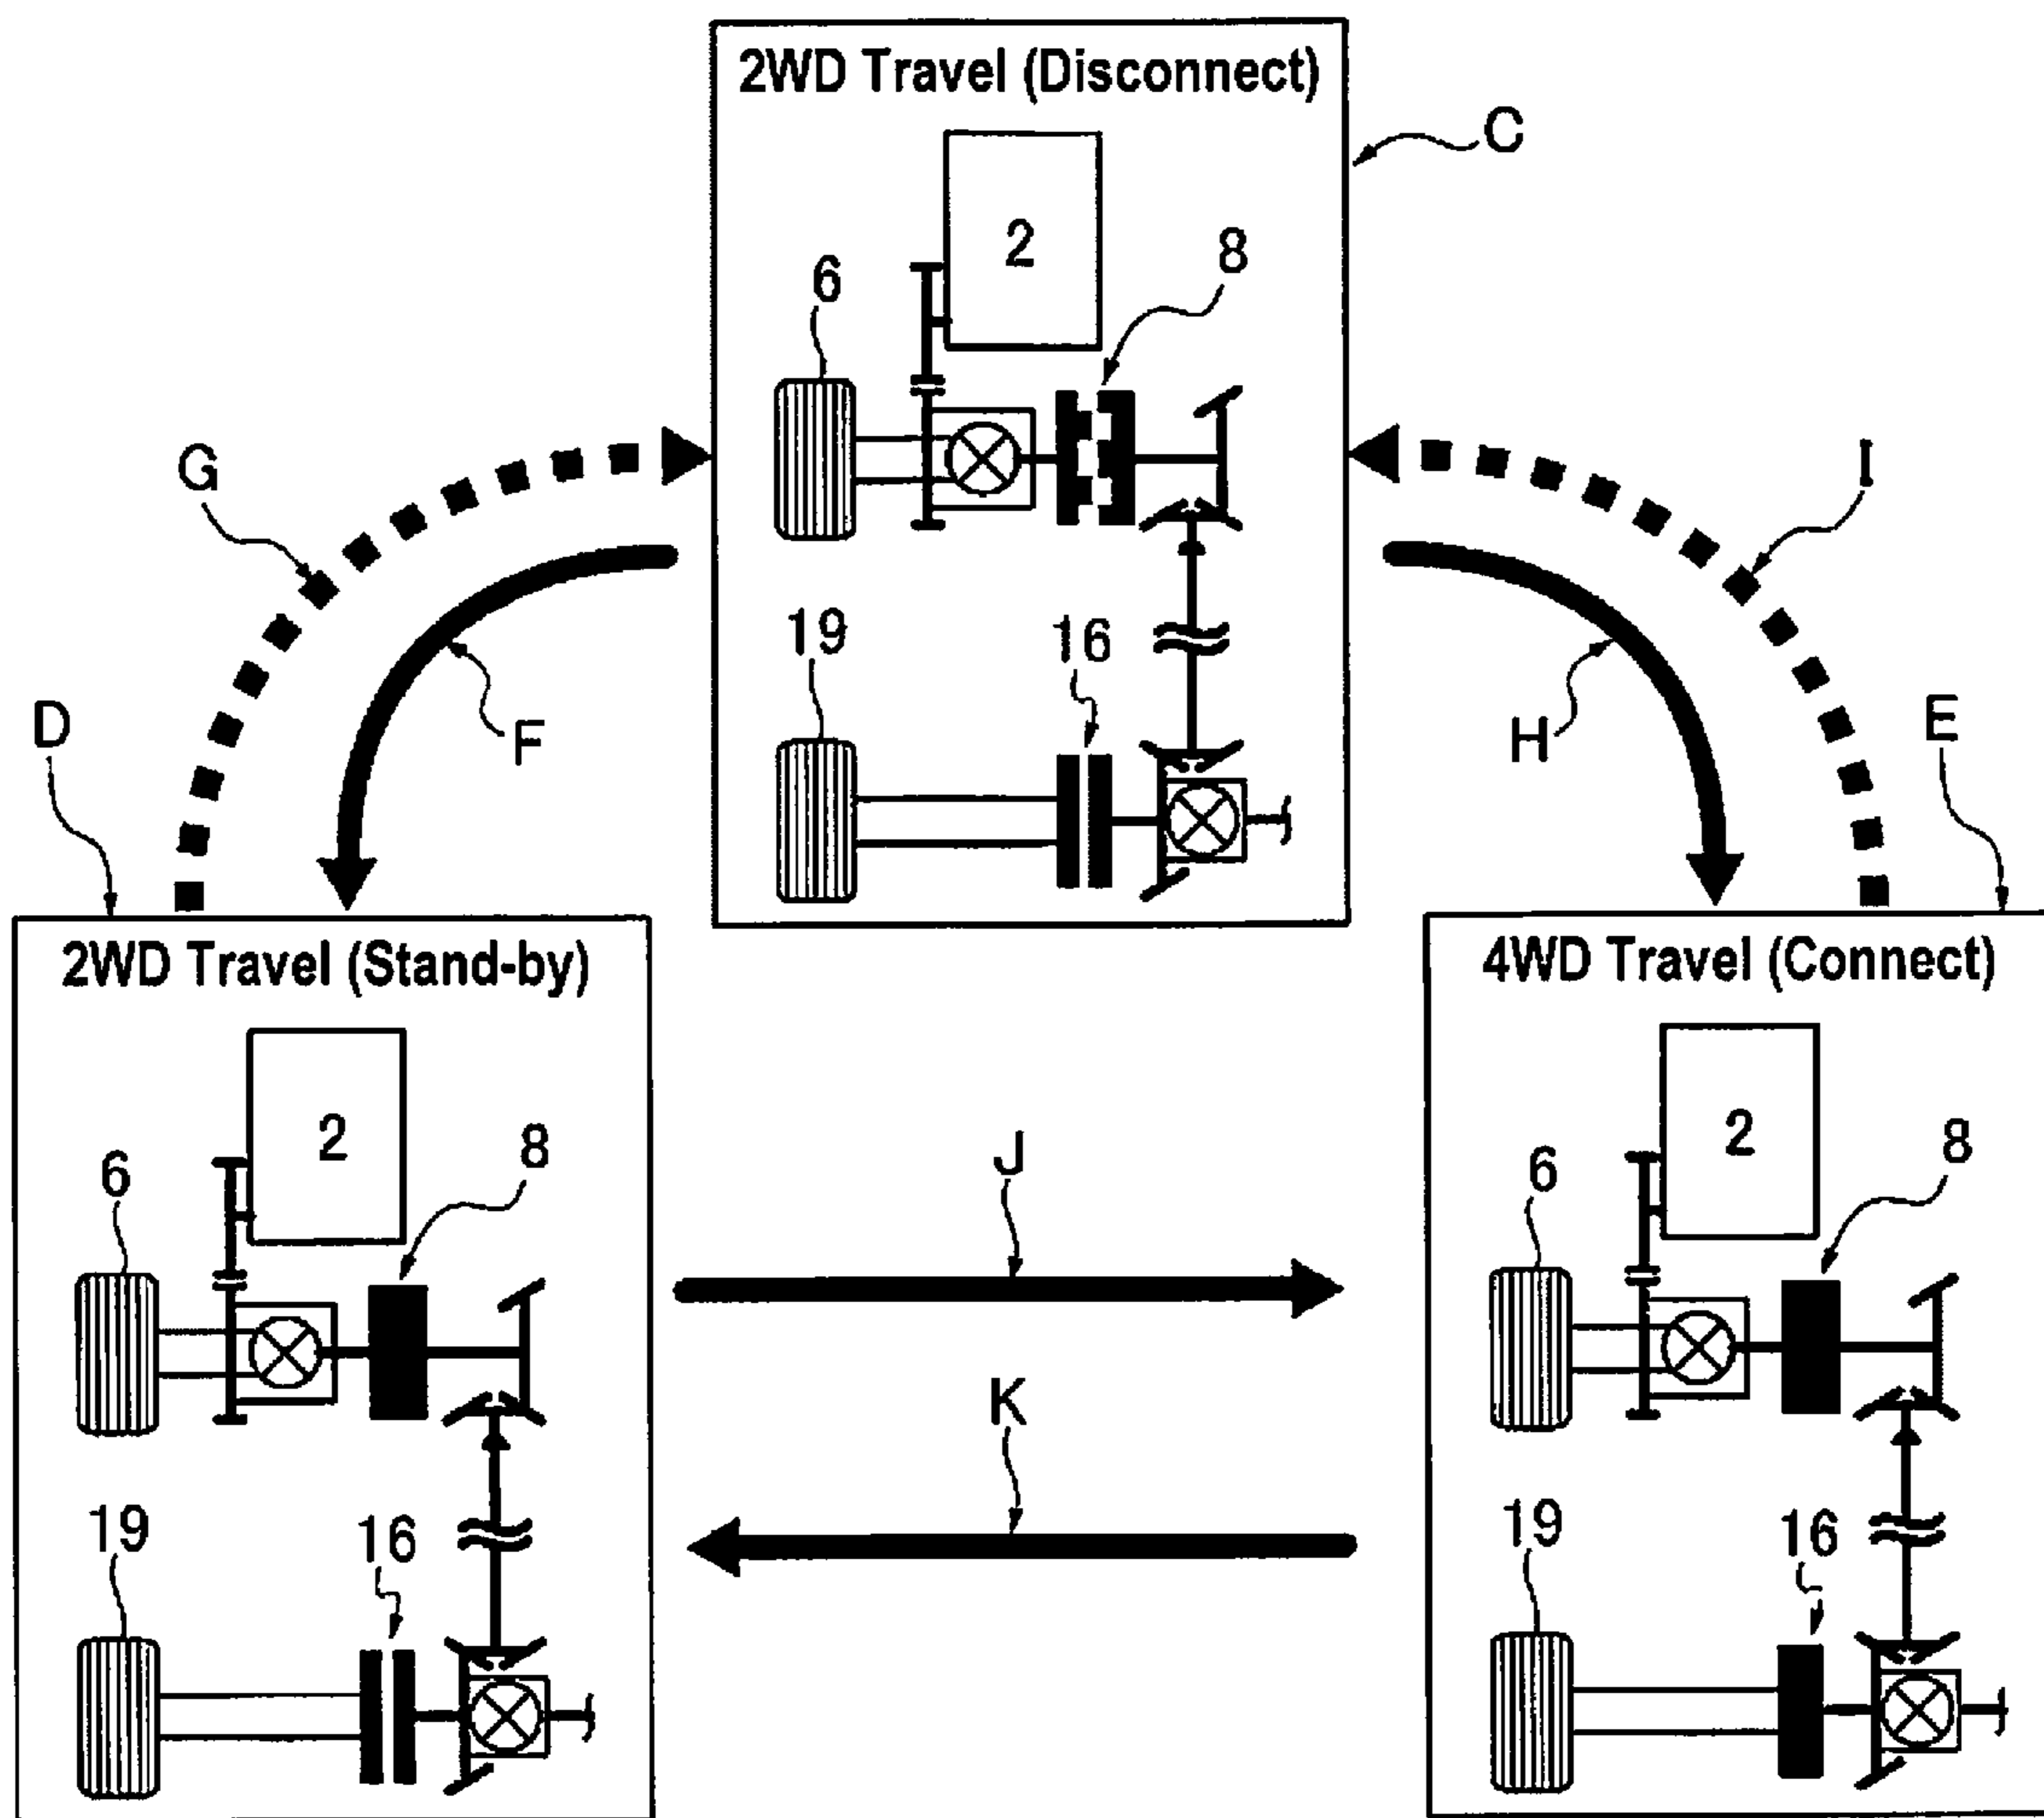 2WD Travel (Disconnect)
C
2
8
6
G
I
19
16
D
F
H
E
2WD Travel (Stand-by)
4WD Travel (Connect)
2
8
6
J
2
8
6
K
19
16
19
16